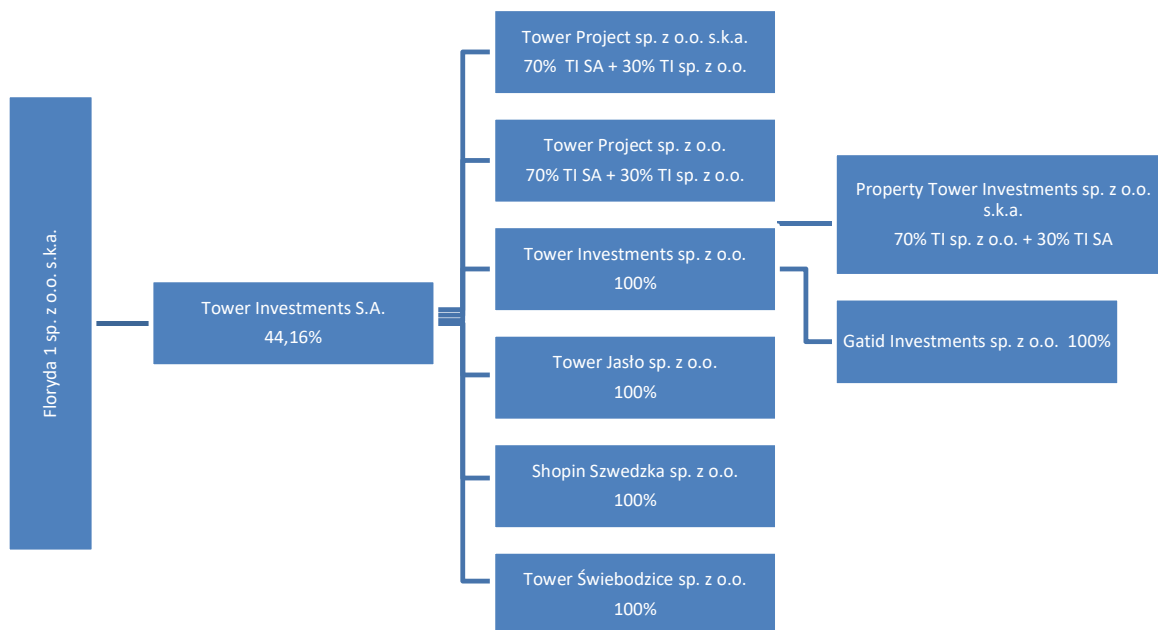 Floryda 1 sp. z o.o. s.k.a.
Tower Investments S.A.
44,16%
Tower Project sp. z o.o. s.k.a.
70% TI SA + 30% TI sp. z o.o.
Tower Project sp. z o.o.
70% TI SA + 30% TI sp. z o.o.
Tower Investments sp. z o.o.
100%
Tower Jasło sp. z o.o.
100%
Shopin Szwedzka sp. z o.o.
100%
Tower Świebodzice sp. z o.o.
100%
Property Tower Investments sp. z o.o.
s.k.a.
70% TI sp. z o.o. + 30% TI SA
Gatid Investments sp. z o.o. 100%